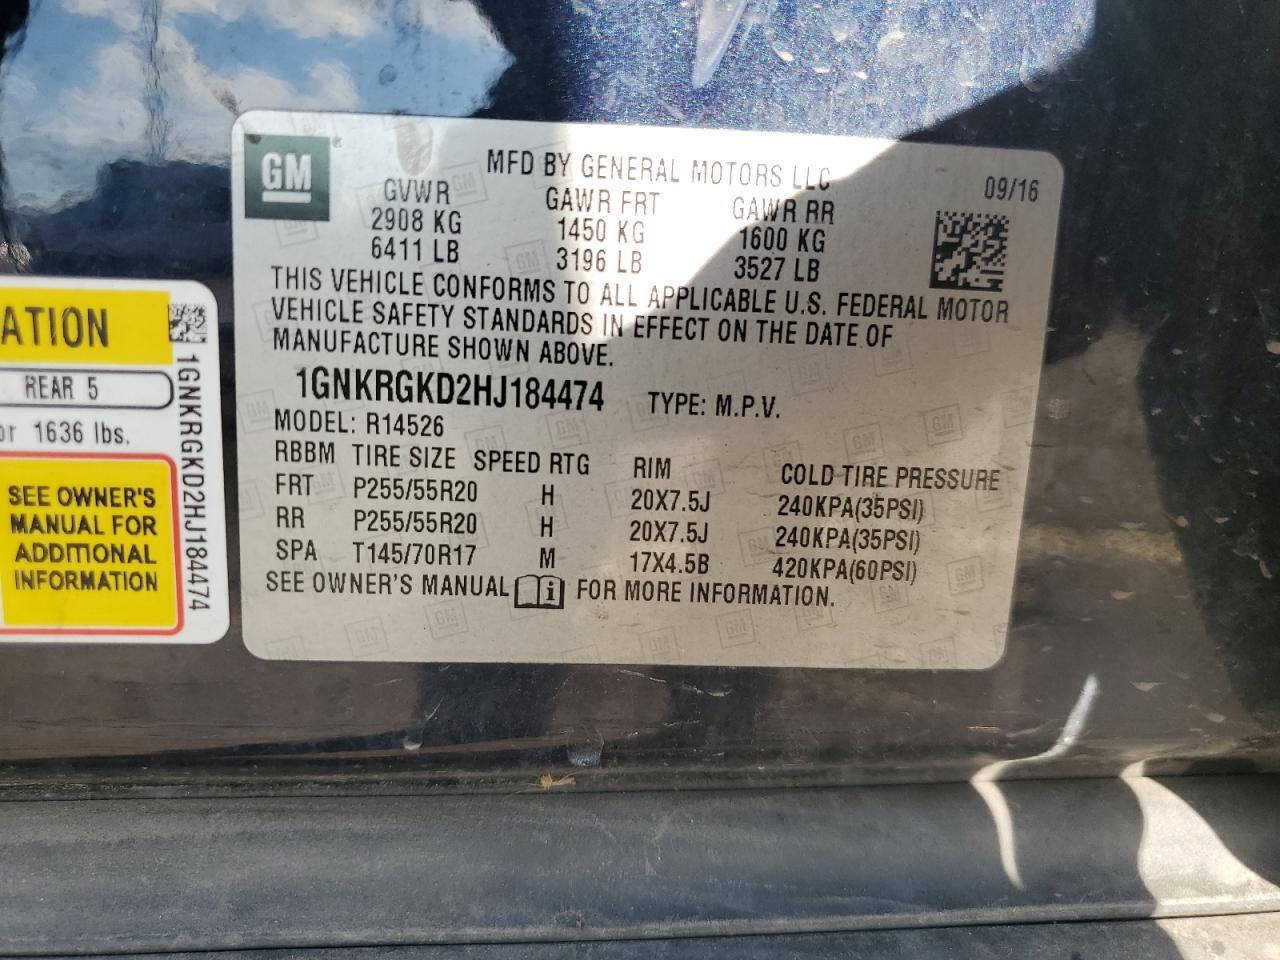 GM
MFD BY GENERAL MOTORS LLC
09/16
GVWR GAWR FRT GAWR RR
2908 KG 1450 KG 1600 KG
6411 LB 3196 LB 3527 LB
THIS VEHICLE CONFORMS TO ALL APPLICABLE U.S. FEDERAL MOTOR
VEHICLE SAFETY STANDARDS IN EFFECT ON THE DATE OF
MANUFACTURE SHOWN ABOVE.
1GNKRGKD2HJ184474 TYPE: M.P.V.
MODEL: R14526
RBBM TIRE SIZE SPEED RTG RIM COLD TIRE PRESSURE
FRT P255/55R20 H 20X7.5J 240KPA(35PSI)
RR P255/55R20 H 20X7.5J 240KPA(35PSI)
SPA T145/70R17 M 17X4.5B 420KPA(60PSI)
SEE OWNER'S MANUAL i FOR MORE INFORMATION.
ATION
REAR 5
or 1636 lbs.
SEE OWNER'S
MANUAL FOR
ADDITIONAL
INFORMATION
1GNKRGKD2HJ184474